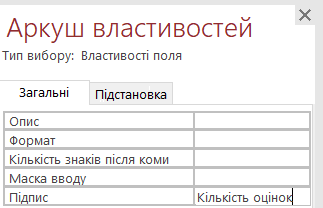 Аркуш властивостей
Тип вибору: Властивості поля
Загальні Підстановка
Опис
Формат
Кількість знаків після коми
Маска вводу
Підпис Кількість оцінок